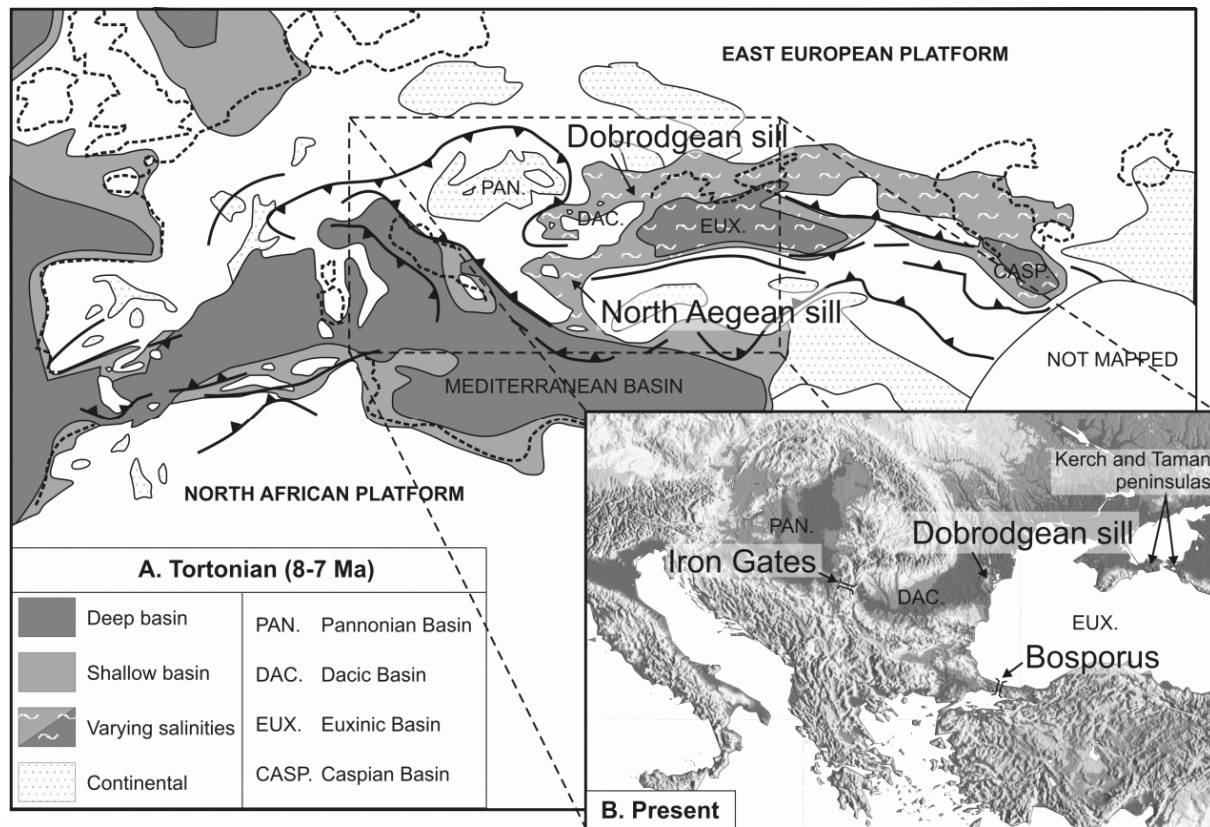 EAST EUROPEAN PLATFORM
Dobrodgean sill
PAN.
DAC.
EUX.
CASP.
North Aegean sill
NOT MAPPED
MEDITERRANEAN BASIN
NORTH AFRICAN PLATFORM
A. Tortonian (8-7 Ma)
Deep basin
Shallow basin
Varying salinities
Continental
PAN. Pannonian Basin
DAC. Dacic Basin
EUX. Euxinic Basin
CASP. Caspian Basin
Kerch and Taman
peninsulas
PAN.
Dobrodgean sill
Iron Gates
DAC.
EUX.
Bosporus
B. Present